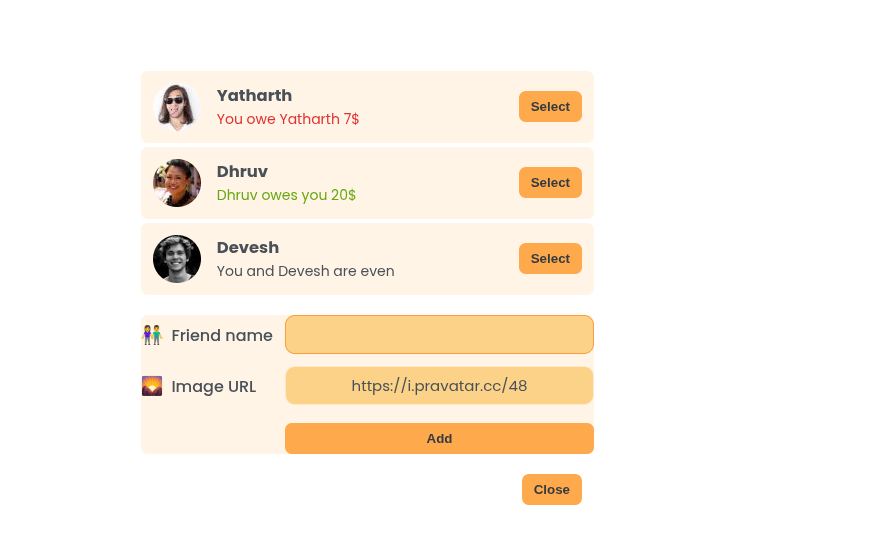 Yatharth
You owe Yatharth 7$
Select
Dhruv
Dhruv owes you 20$
Select
Devesh
You and Devesh are even
Select
Friend name
Image URL
https://i.pravatar.cc/48
Add
Close